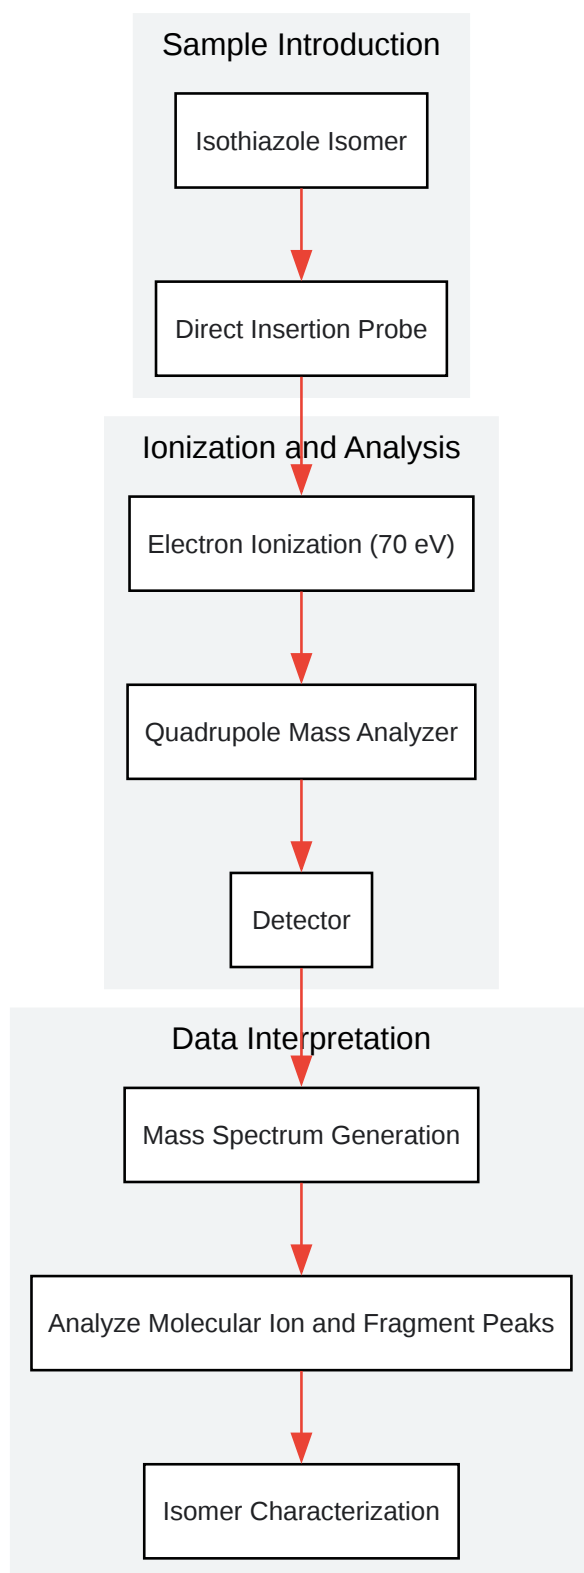 Sample Introduction
Isothiazole Isomer
Direct Insertion Probe
Ionization and Analysis
Electron Ionization (70 eV)
Quadrupole Mass Analyzer
Detector
Data Interpretation
Mass Spectrum Generation
Analyze Molecular Ion and Fragment Peaks
Isomer Characterization